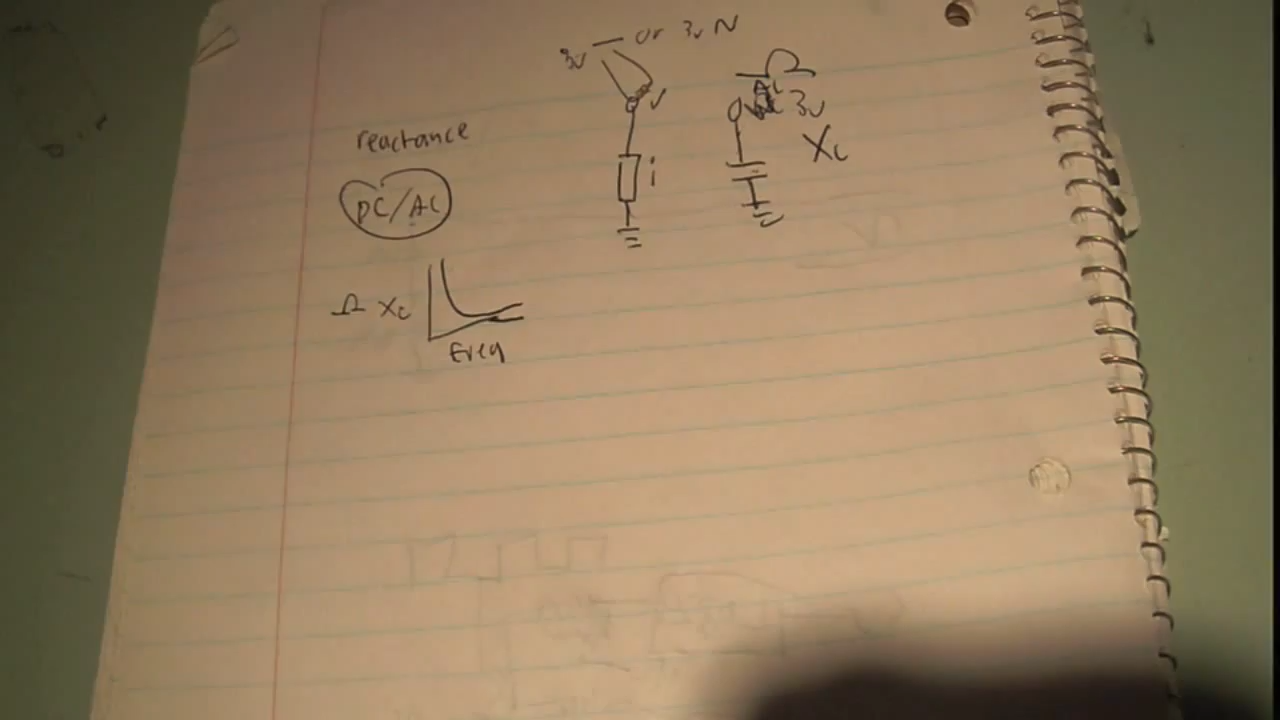 3v — or 3v N
v
AC 3v
reactance
Xc
i
DC/AC
Ω Xc
Freq